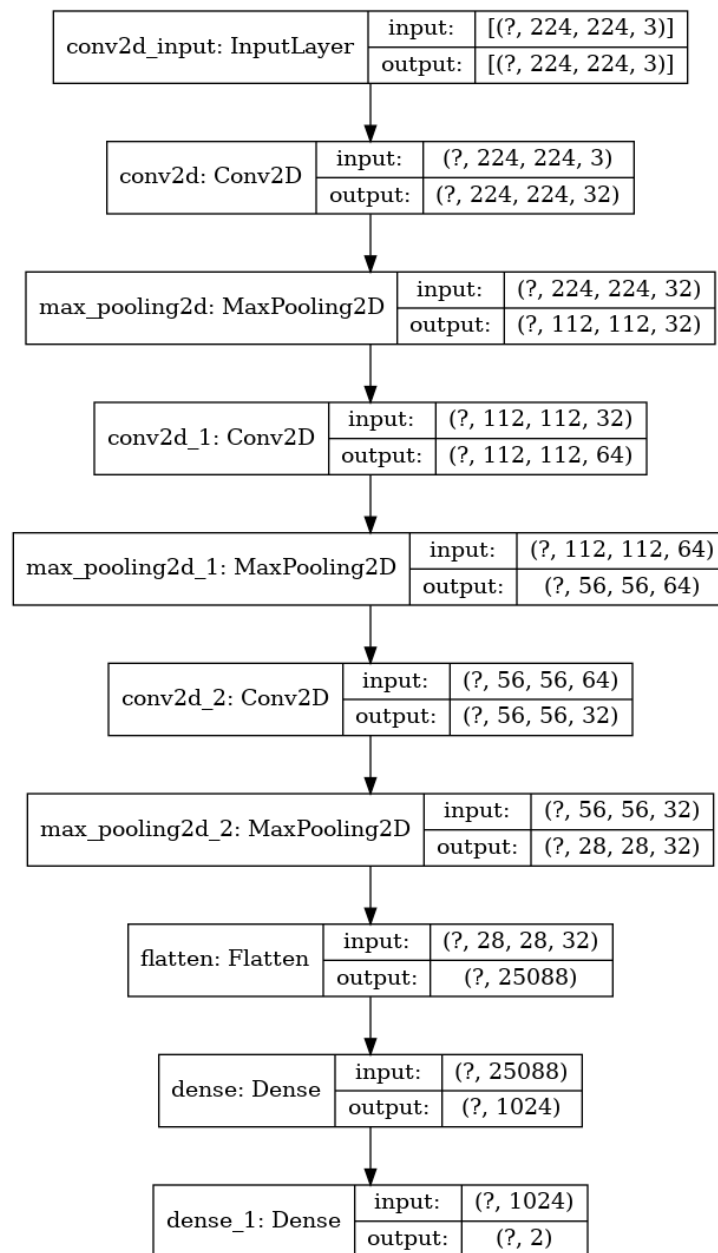 conv2d_input: InputLayer
input: [(?, 224, 224, 3)]
output: [(?, 224, 224, 3)]
conv2d: Conv2D
input: (?, 224, 224, 3)
output: (?, 224, 224, 32)
max_pooling2d: MaxPooling2D
input: (?, 224, 224, 32)
output: (?, 112, 112, 32)
conv2d_1: Conv2D
input: (?, 112, 112, 32)
output: (?, 112, 112, 64)
max_pooling2d_1: MaxPooling2D
input: (?, 112, 112, 64)
output: (?, 56, 56, 64)
conv2d_2: Conv2D
input: (?, 56, 56, 64)
output: (?, 56, 56, 32)
max_pooling2d_2: MaxPooling2D
input: (?, 56, 56, 32)
output: (?, 28, 28, 32)
flatten: Flatten
input: (?, 28, 28, 32)
output: (?, 25088)
dense: Dense
input: (?, 25088)
output: (?, 1024)
dense_1: Dense
input: (?, 1024)
output: (?, 2)